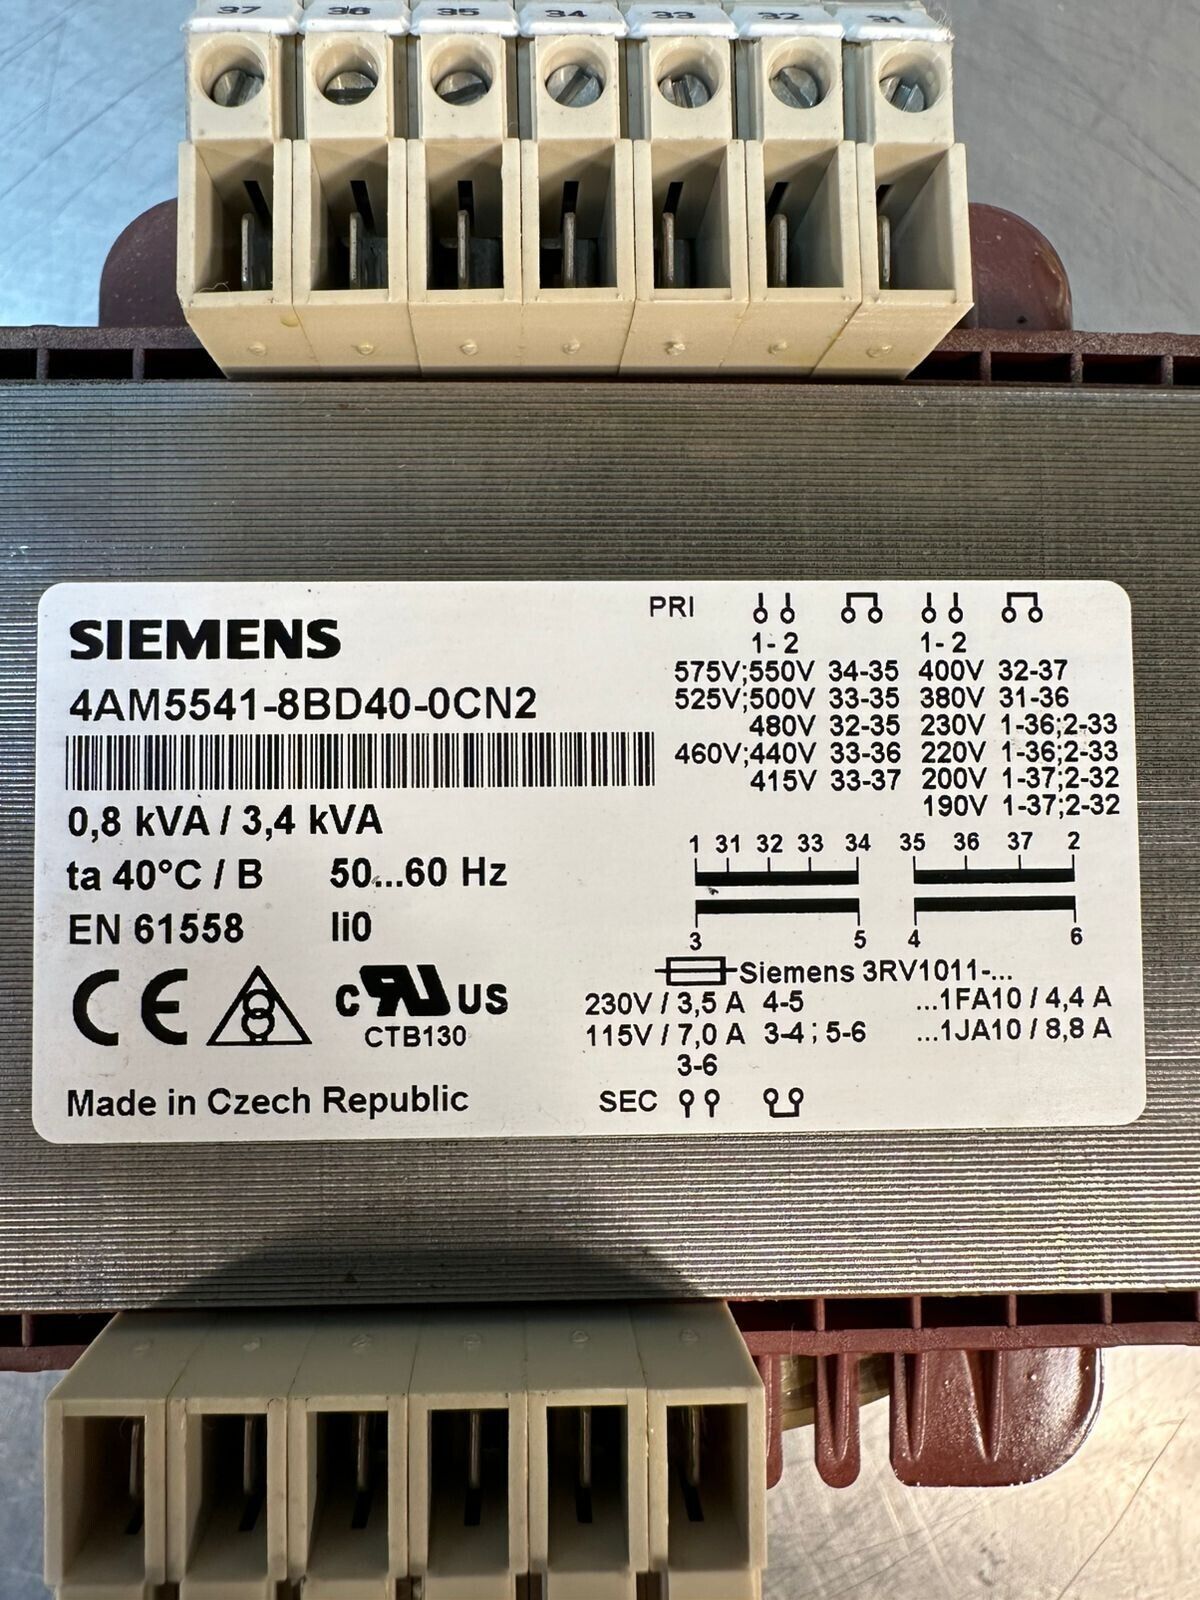 37 36 35 34 33 32 31
SIEMENS
4AM5541-8BD40-0CN2
0,8 kVA / 3,4 kVA
ta 40°C / B 50...60 Hz
EN 61558 Ii0
CE c RU US
CTB130
Made in Czech Republic
PRI
1- 2 1- 2
575V;550V 34-35 400V 32-37
525V;500V 33-35 380V 31-36
480V 32-35 230V 1-36;2-33
460V;440V 33-36 220V 1-36;2-33
415V 33-37 200V 1-37;2-32
190V 1-37;2-32
1 31 32 33 34 35 36 37 2
3 5 4 6
Siemens 3RV1011-...
230V / 3,5 A 4-5 ...1FA10 / 4,4 A
115V / 7,0 A 3-4 ; 5-6 ...1JA10 / 8,8 A
3-6
SEC